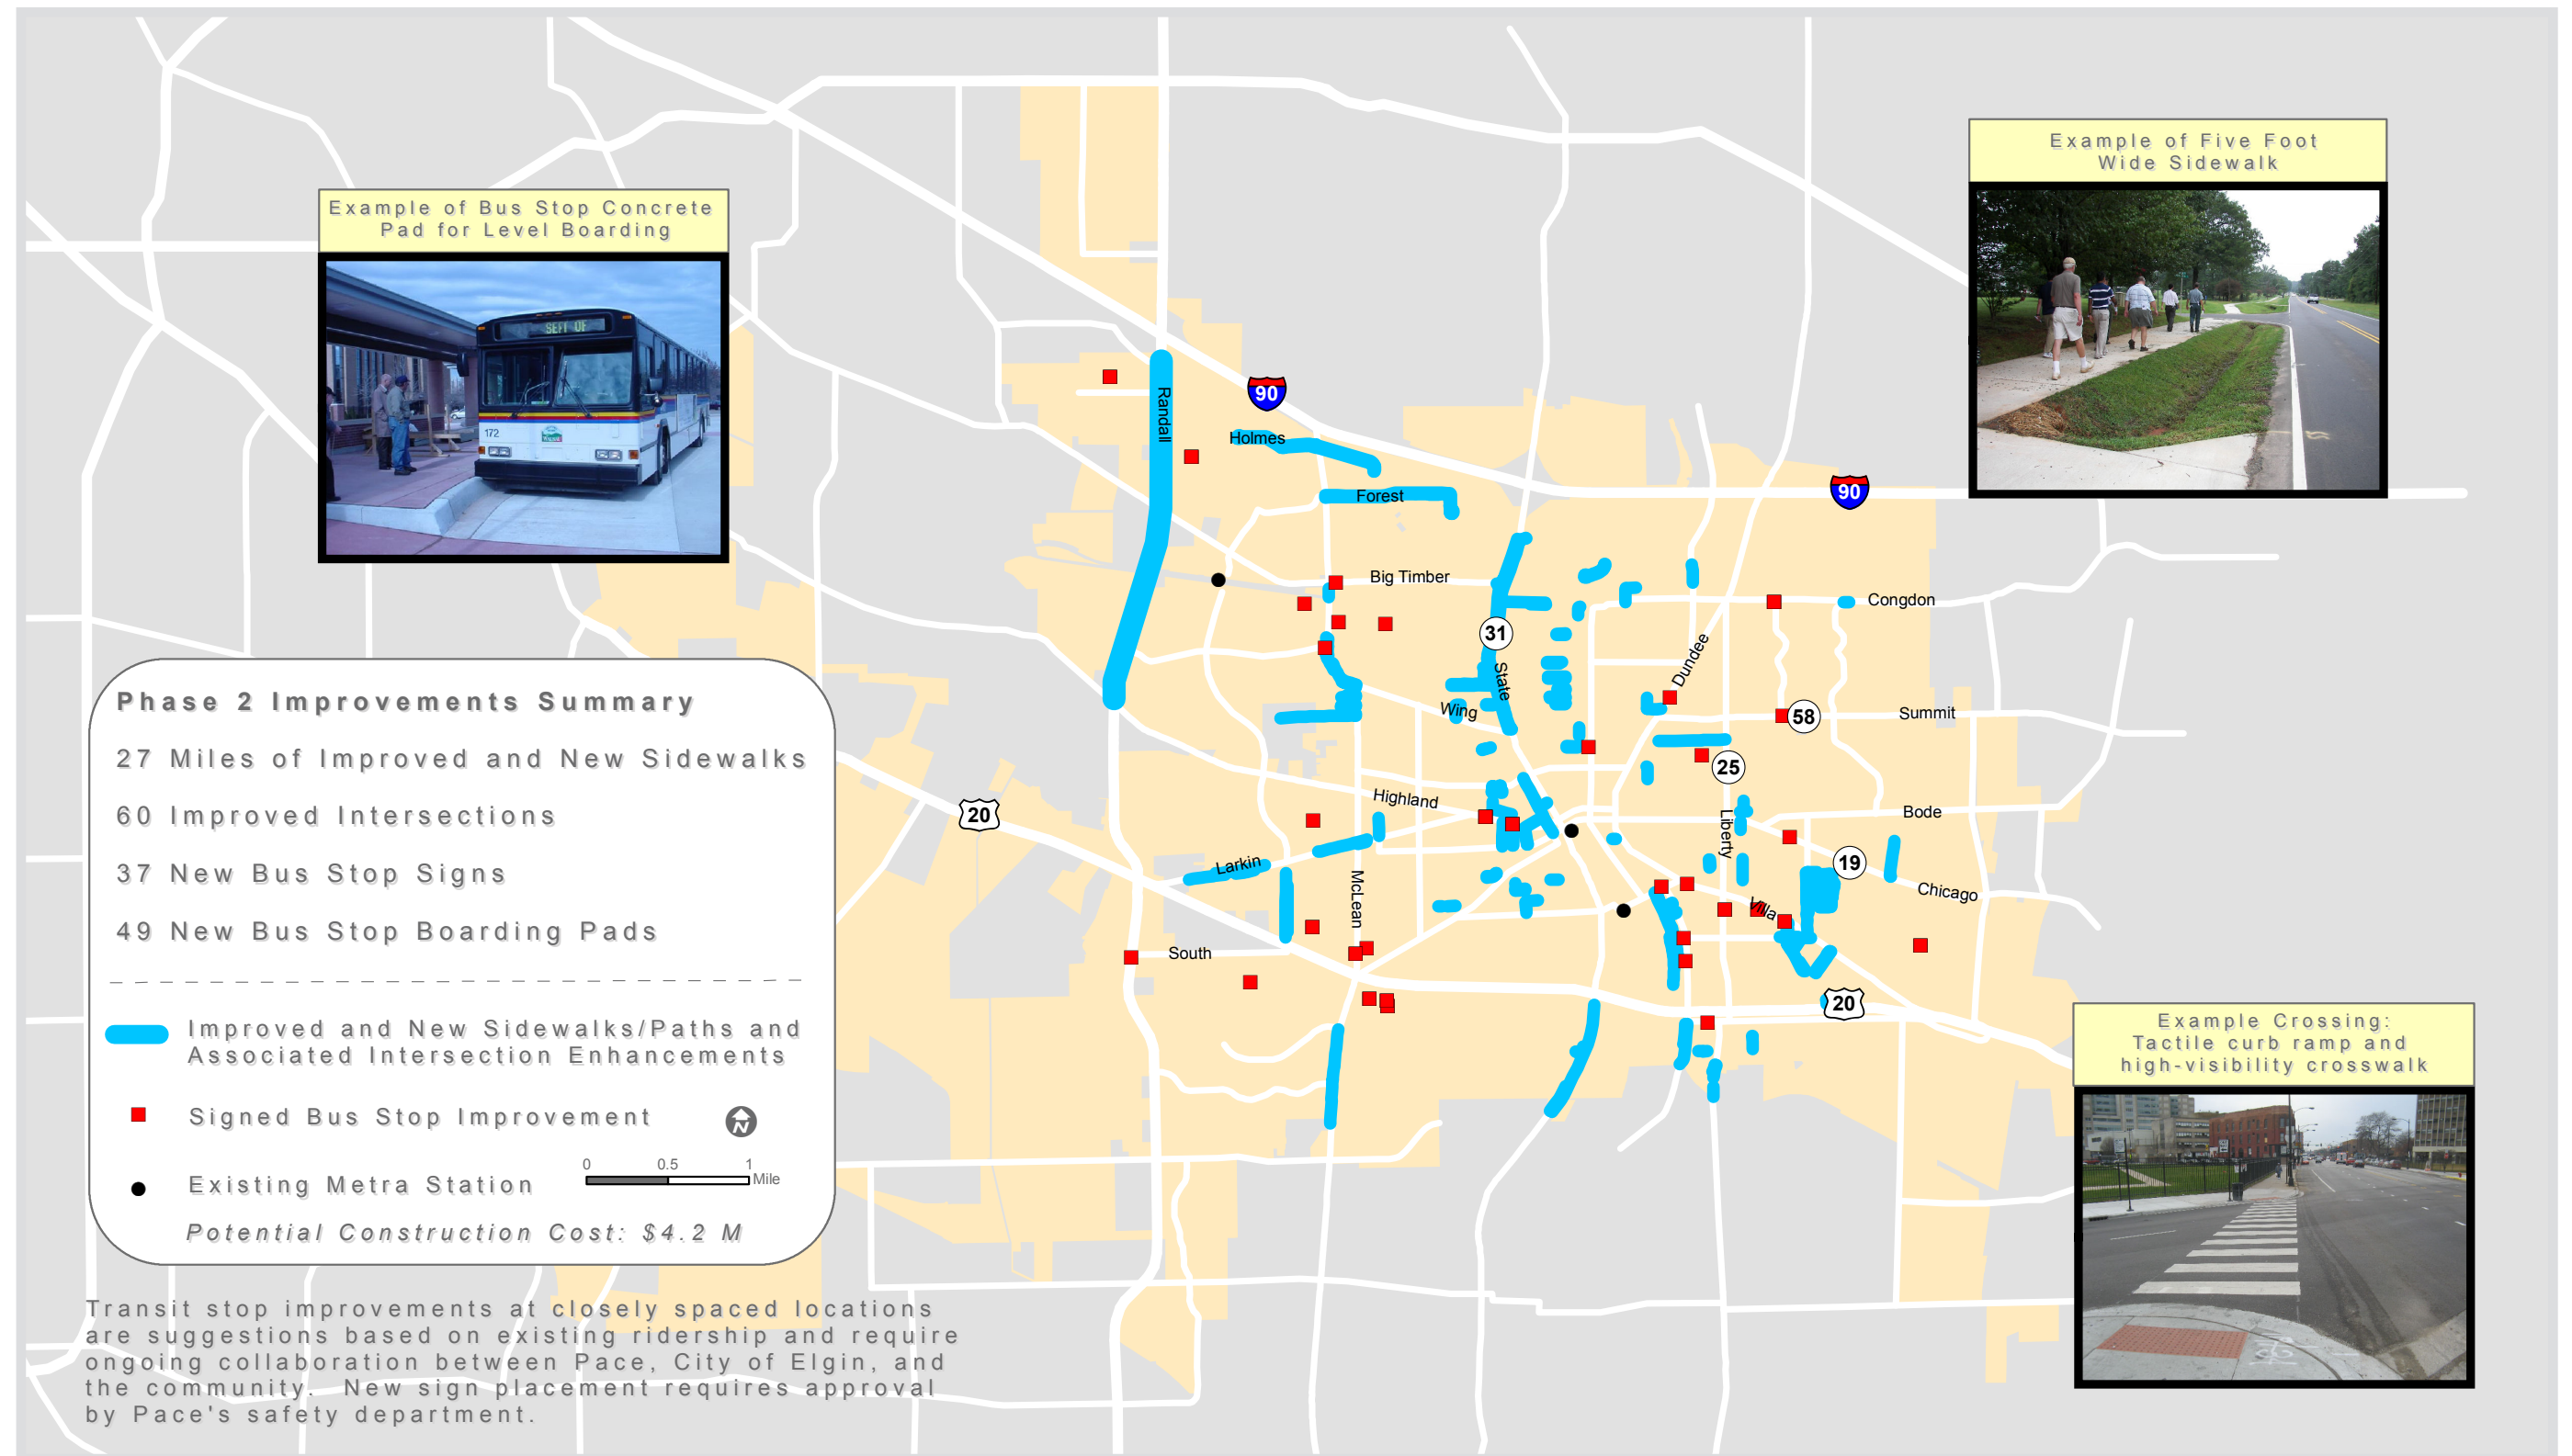 Example of Bus Stop Concrete
Pad for Level Boarding
172
Example of Five Foot
Wide Sidewalk
Randall
90
Holmes
Forest
90
Big Timber
Congdon
31
State
Dundee
Wing
58
Summit
25
Highland
20
Liberty
Bode
Larkin
19
McLean
Chicago
Villa
South
20
Phase 2 Improvements Summary
27 Miles of Improved and New Sidewalks
60 Improved Intersections
37 New Bus Stop Signs
49 New Bus Stop Boarding Pads
Improved and New Sidewalks/Paths and
Associated Intersection Enhancements
Signed Bus Stop Improvement
N
0 0.5 1
Mile
Existing Metra Station
Potential Construction Cost: $4.2 M
Example Crossing:
Tactile curb ramp and
high-visibility crosswalk
Transit stop improvements at closely spaced locations
are suggestions based on existing ridership and require
ongoing collaboration between Pace, City of Elgin, and
the community. New sign placement requires approval
by Pace's safety department.